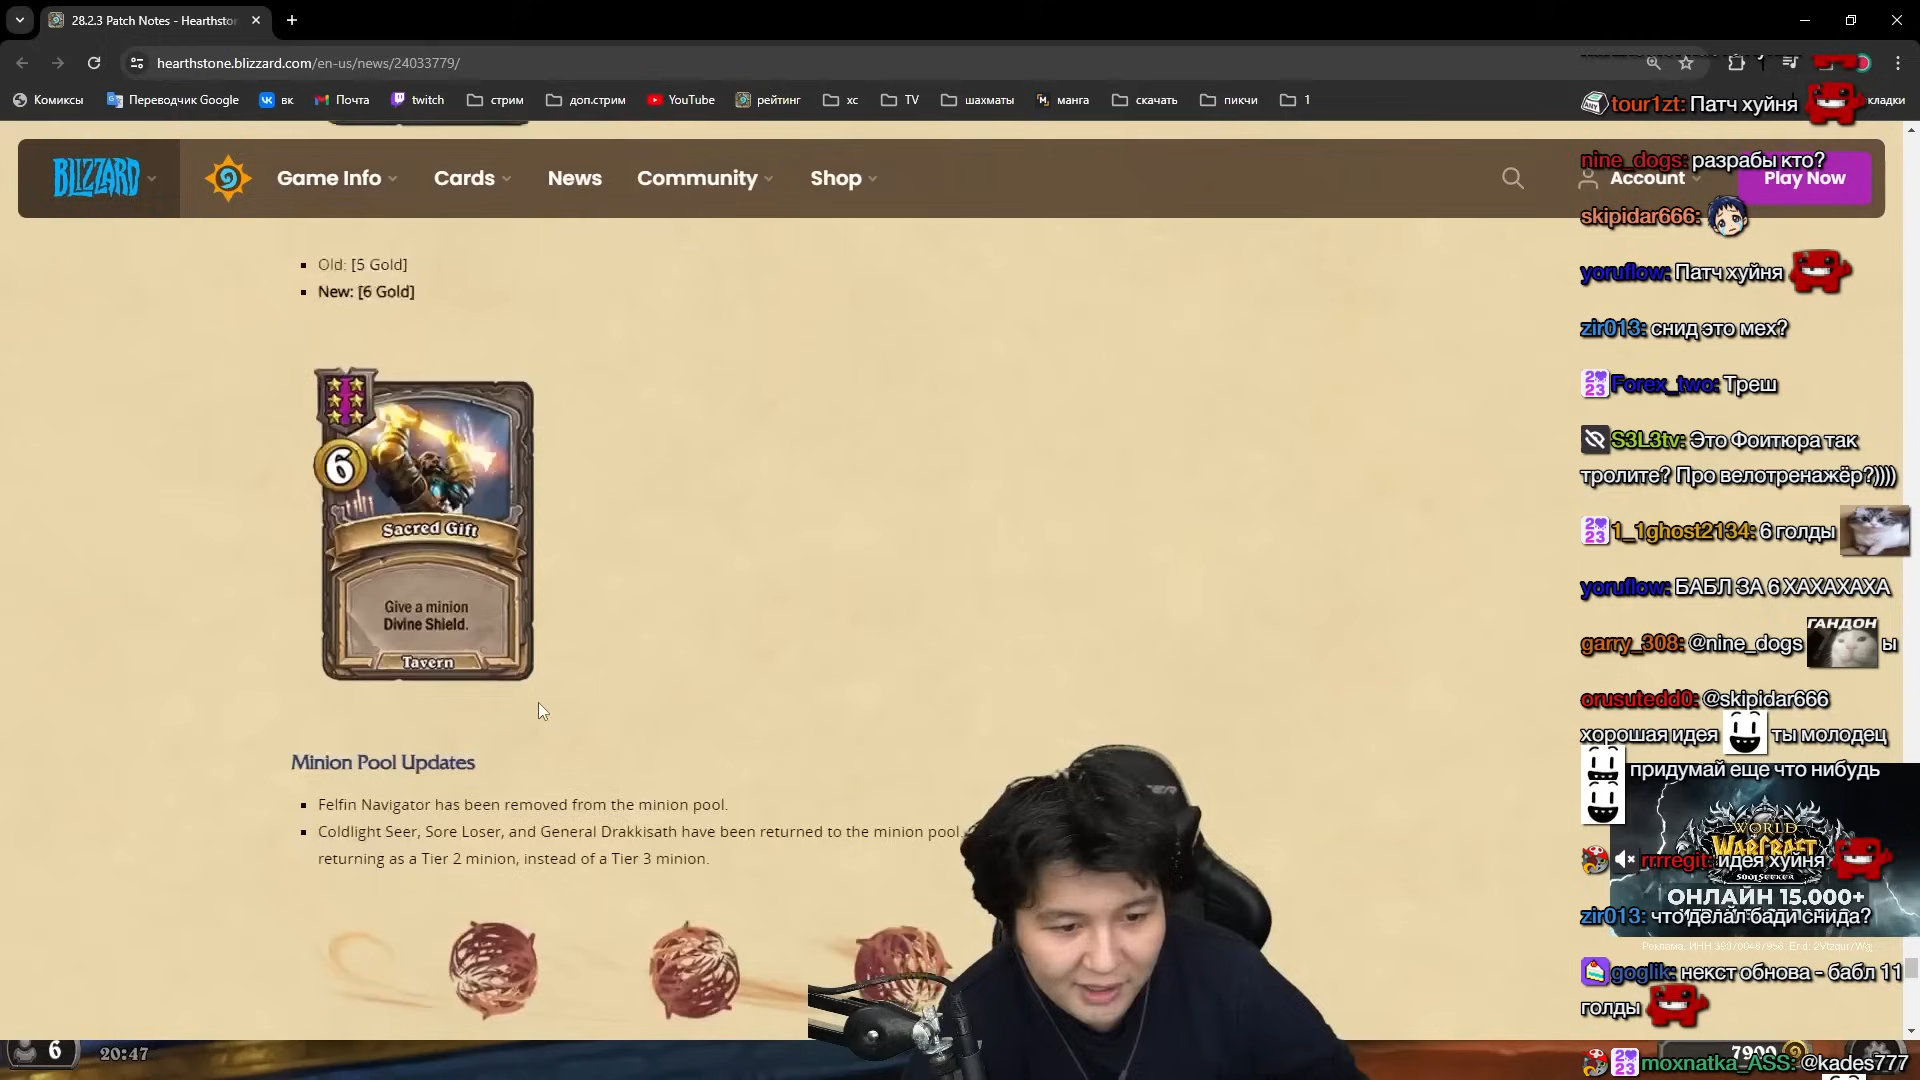 28.2.3 Patch Notes - Hearthston
hearthstone.blizzard.com/en-us/news/24033779/
Комиксы
Переводчик Google
вк
Почта
twitch
стрим
доп.стрим
YouTube
рейтинг
хс
TV
шахматы
манга
скачать
пикчи
1
кладки
BLIZZARD
Game Info
Cards
News
Community
Shop
Account
Play Now
Old: [5 Gold]
New: [6 Gold]
6
Sacred Gift
Give a minion
Divine Shield.
Tavern
Minion Pool Updates
Felfin Navigator has been removed from the minion pool.
Coldlight Seer, Sore Loser, and General Drakkisath have been returned to the minion pool,
returning as a Tier 2 minion, instead of a Tier 3 minion.
6
20:47
tour1zt: Патч хуйня
nine_dogs: разрабы кто?
skipidar666:
yoruflow: Патч хуйня
zir013: снид это мех?
Forex_two: Треш
S3L3tv: Это Фоитюра так
тролите? Про велотренажёр?))))
1_1ghost2134: 6 голды
yoruflow: БАБЛ ЗА 6 ХАХАХАХА
ГАНДОН
garry_308: @nine_dogs ы
orusutedd0: @skipidar666
хорошая идея ты молодец
придумай еще что нибудь
WORLD
WARCRAFT
SOULSEEKER
rrrregit: идея хуйня
ОНЛАЙН 15.000+
zir013: что делал бади снида?
goglik: некст обнова - бабл 11
голды
7900
moxnatka_ASS: @kades777